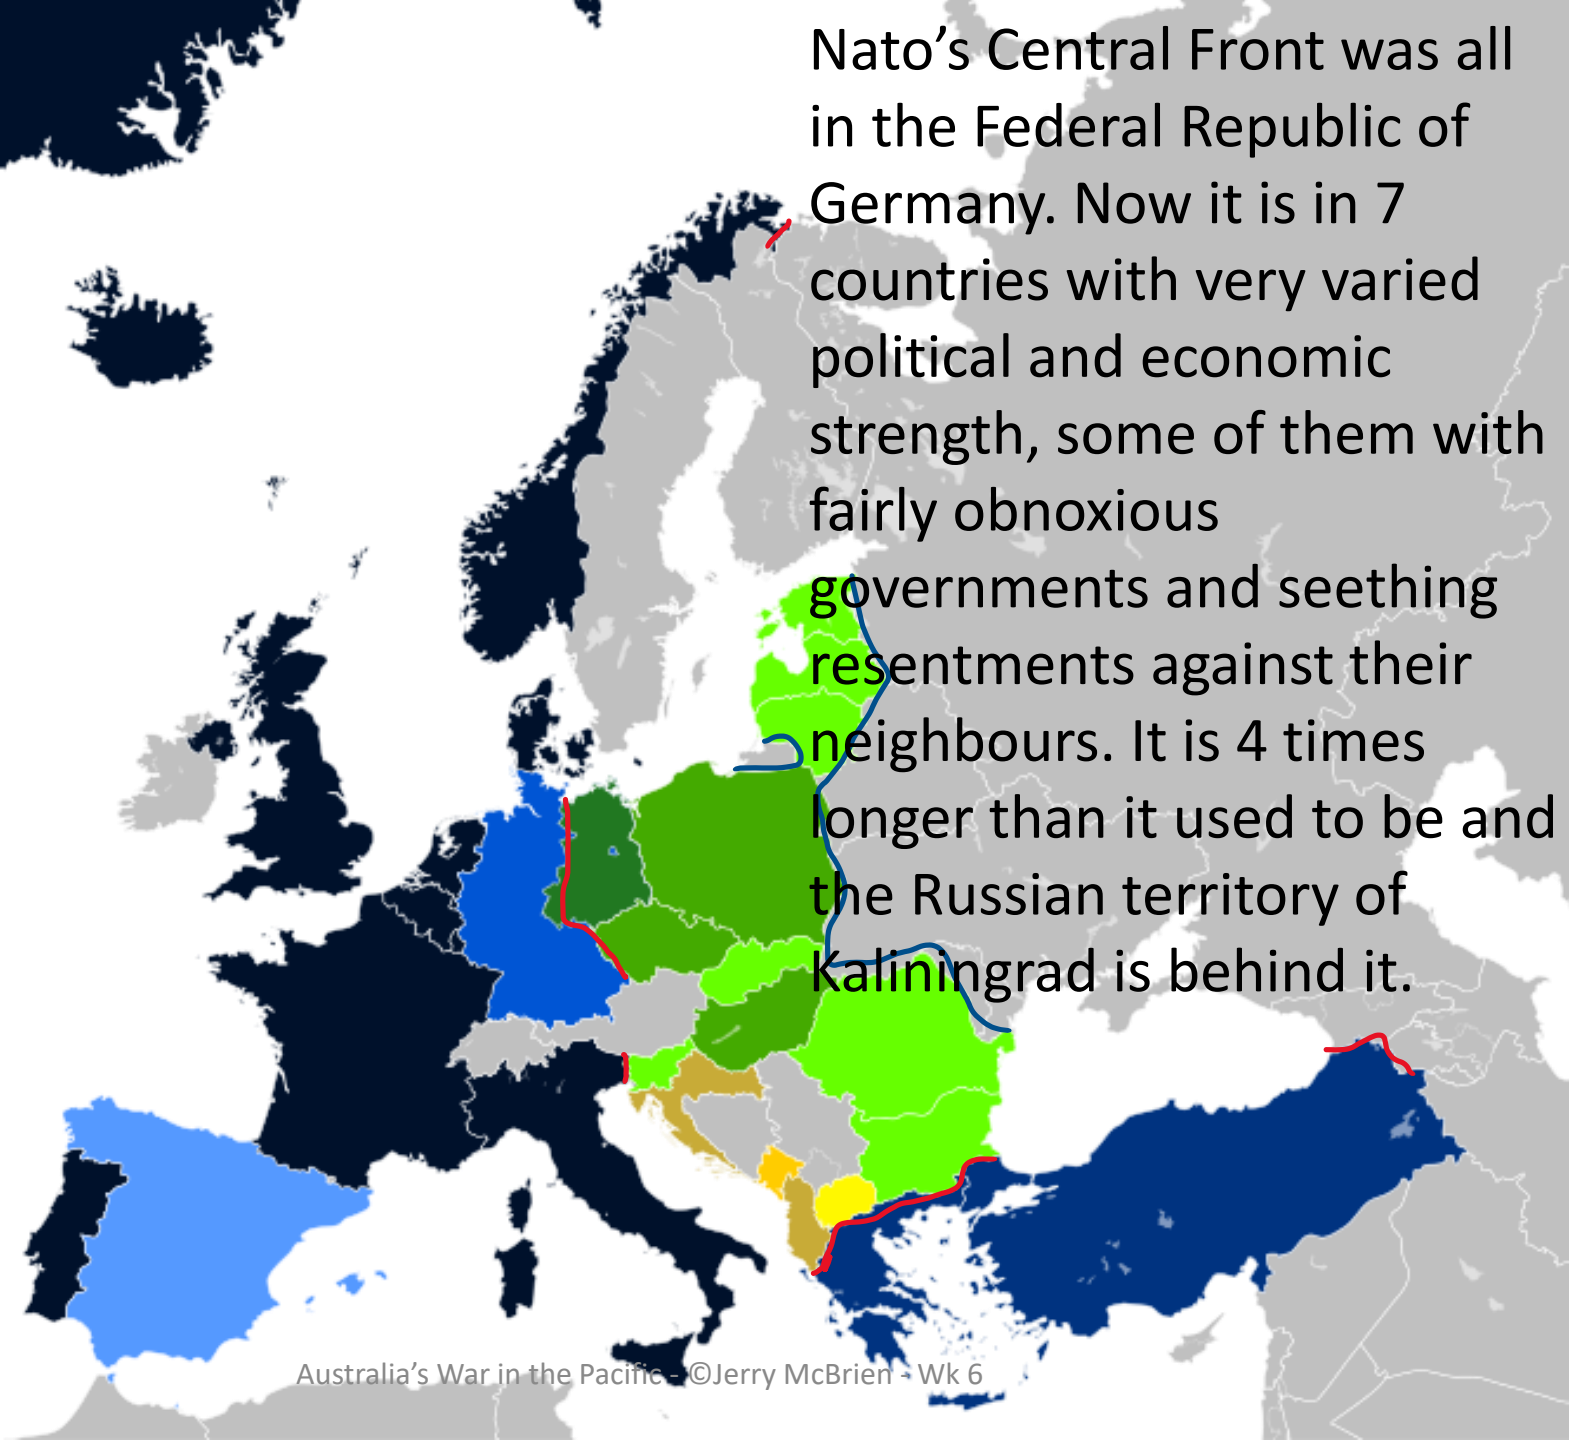 Nato’s Central Front was all
in the Federal Republic of
Germany. Now it is in 7
countries with very varied
political and economic
strength, some of them with
fairly obnoxious
governments and seething
resentments against their
neighbours. It is 4 times
longer than it used to be and
the Russian territory of
Kaliningrad is behind it.
Australia’s War in the Pacific - ©Jerry McBrien - Wk 6